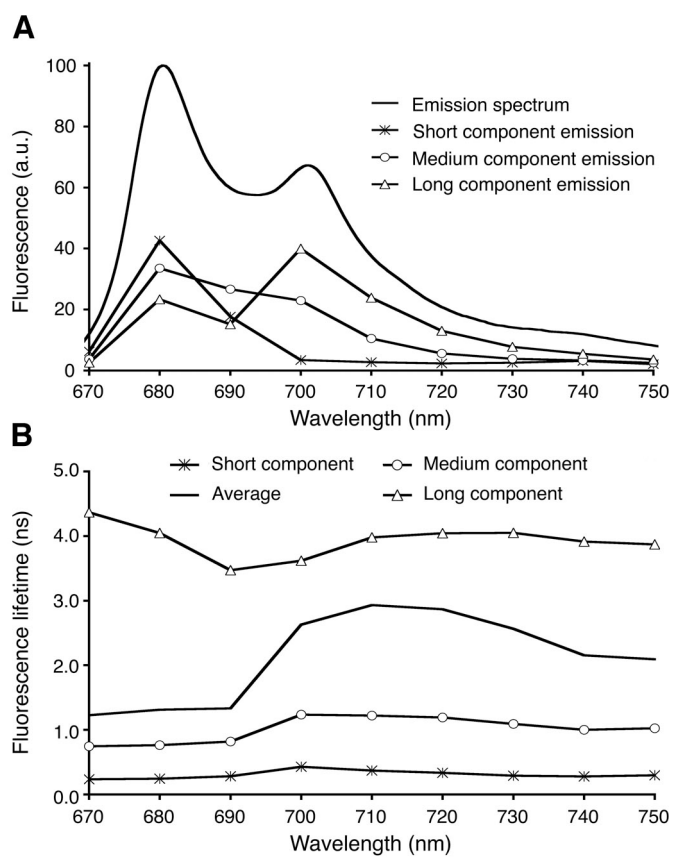 A
Fluorescence (a.u.)
100
80
60
40
20
0
Emission spectrum
Short component emission
Medium component emission
Long component emission
670 680 690 700 710 720 730 740 750
Wavelength (nm)
B
Fluorescence lifetime (ns)
5.0
4.0
3.0
2.0
1.0
0.0
Short component Medium component
Average Long component
670 680 690 700 710 720 730 740 750
Wavelength (nm)